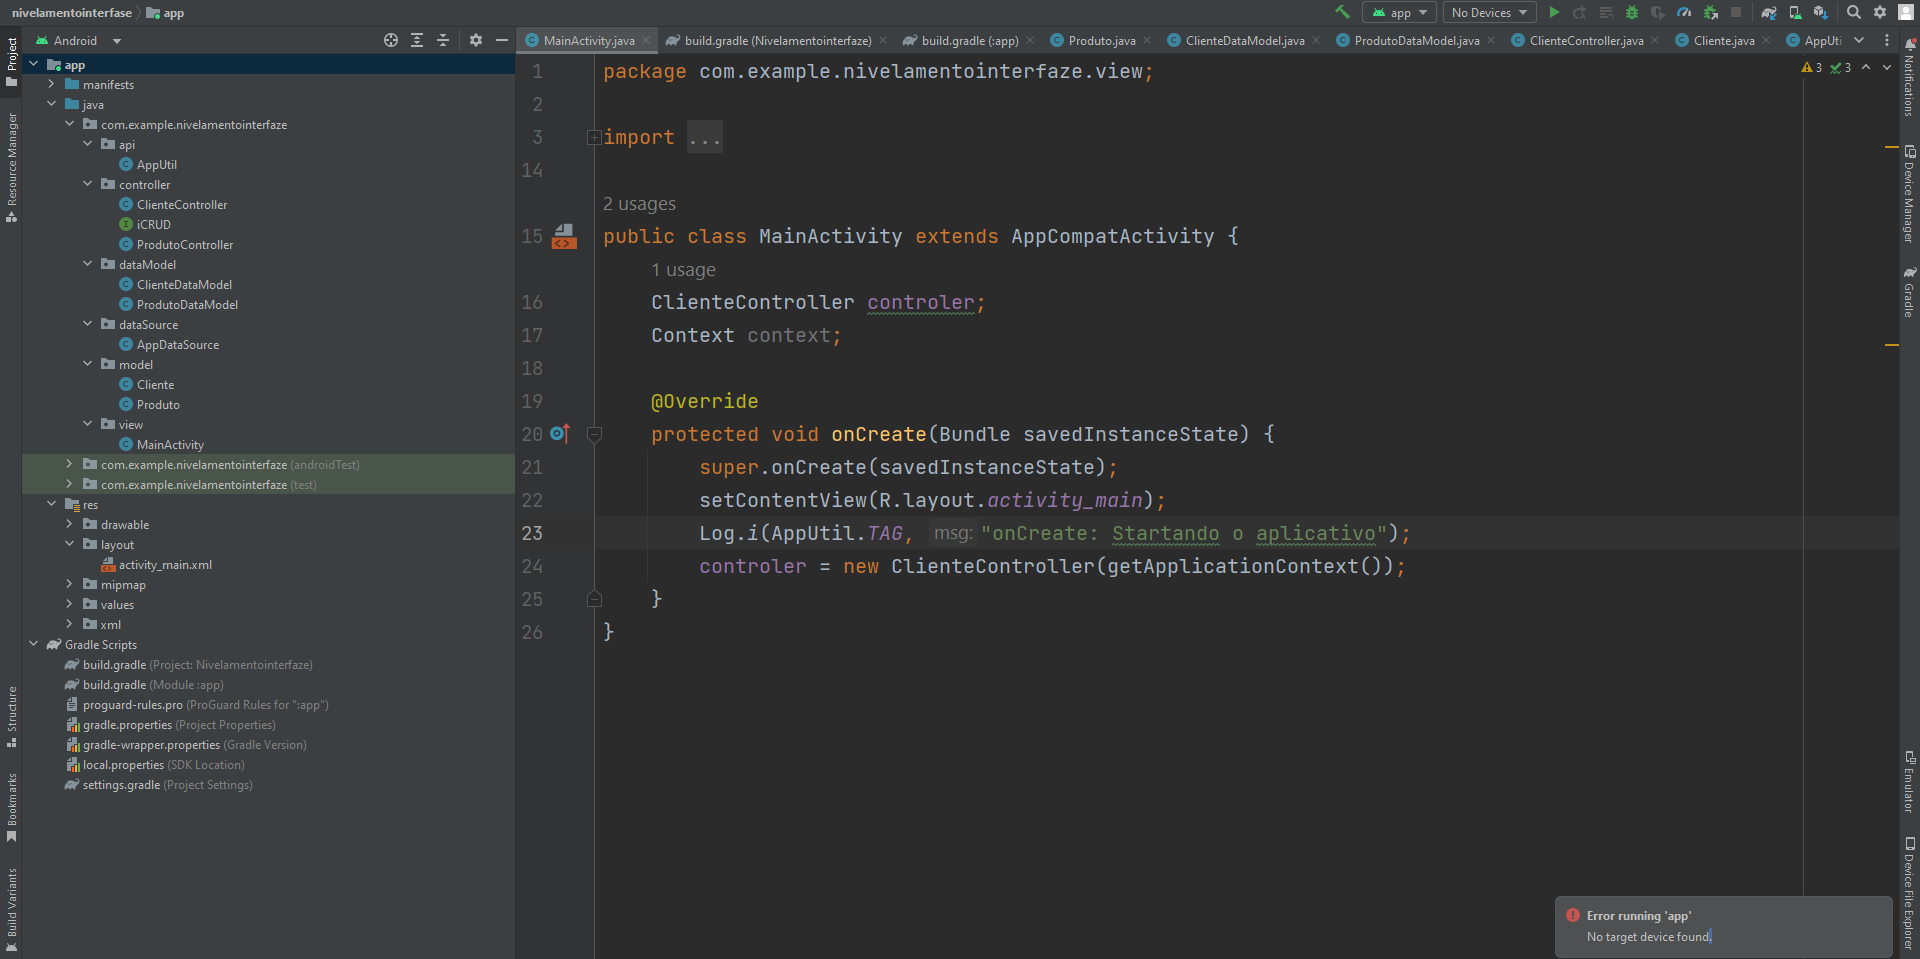 nivelamentointerfase
app
app
No Devices
Android
MainActivity.java
build.gradle (Nivelamentointerfaze)
build.gradle (:app)
Produto.java
ClienteDataModel.java
ProdutoDataModel.java
ClienteController.java
Cliente.java
AppUti
Project
Resource Manager
Structure
Bookmarks
Build Variants
app
manifests
java
com.example.nivelamentointerfaze
api
AppUtil
controller
ClienteController
iCRUD
ProdutoController
dataModel
ClienteDataModel
ProdutoDataModel
dataSource
AppDataSource
model
Cliente
Produto
view
MainActivity
com.example.nivelamentointerfaze (androidTest)
com.example.nivelamentointerfaze (test)
res
drawable
layout
activity_main.xml
mipmap
values
xml
Gradle Scripts
build.gradle (Project: Nivelamentointerfaze)
build.gradle (Module :app)
proguard-rules.pro (ProGuard Rules for ":app")
gradle.properties (Project Properties)
gradle-wrapper.properties (Gradle Version)
local.properties (SDK Location)
settings.gradle (Project Settings)
1 package com.example.nivelamentointerfaze.view;
2
3 import ...
14
2 usages
15 public class MainActivity extends AppCompatActivity {
1 usage
16 ClienteController controler;
17 Context context;
18
19 @Override
20 protected void onCreate(Bundle savedInstanceState) {
21 super.onCreate(savedInstanceState);
22 setContentView(R.layout.activity_main);
23 Log.i(AppUtil.TAG, msg: "onCreate: Startando o aplicativo");
24 controler = new ClienteController(getApplicationContext());
25 }
26 }
3 3
Notifications
Device Manager
Gradle
Emulator
Device File Explorer
Error running 'app'
No target device found.